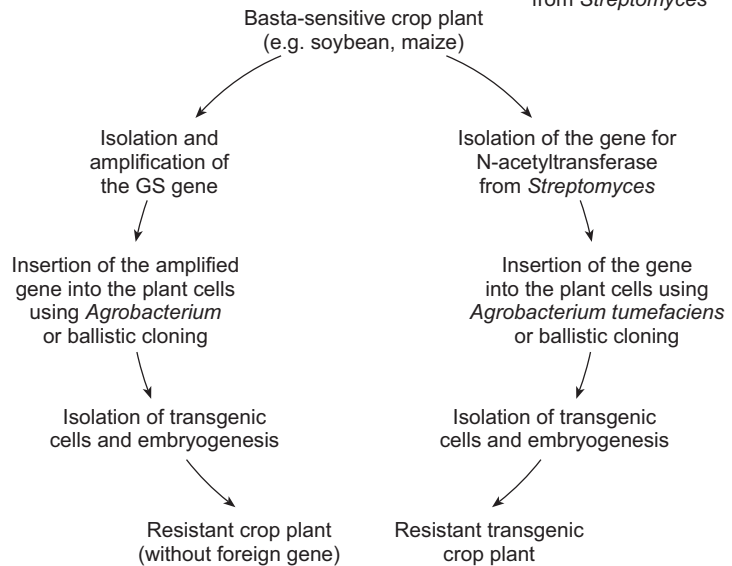 from Streptomyces
Basta-sensitive crop plant
(e.g. soybean, maize)
Isolation and
amplification of
the GS gene
Isolation of the gene for
N-acetyltransferase
from Streptomyces
Insertion of the amplified
gene into the plant cells
using Agrobacterium
or ballistic cloning
Insertion of the gene
into the plant cells using
Agrobacterium tumefaciens
or ballistic cloning
Isolation of transgenic
cells and embryogenesis
Isolation of transgenic
cells and embryogenesis
Resistant crop plant
(without foreign gene)
Resistant transgenic
crop plant